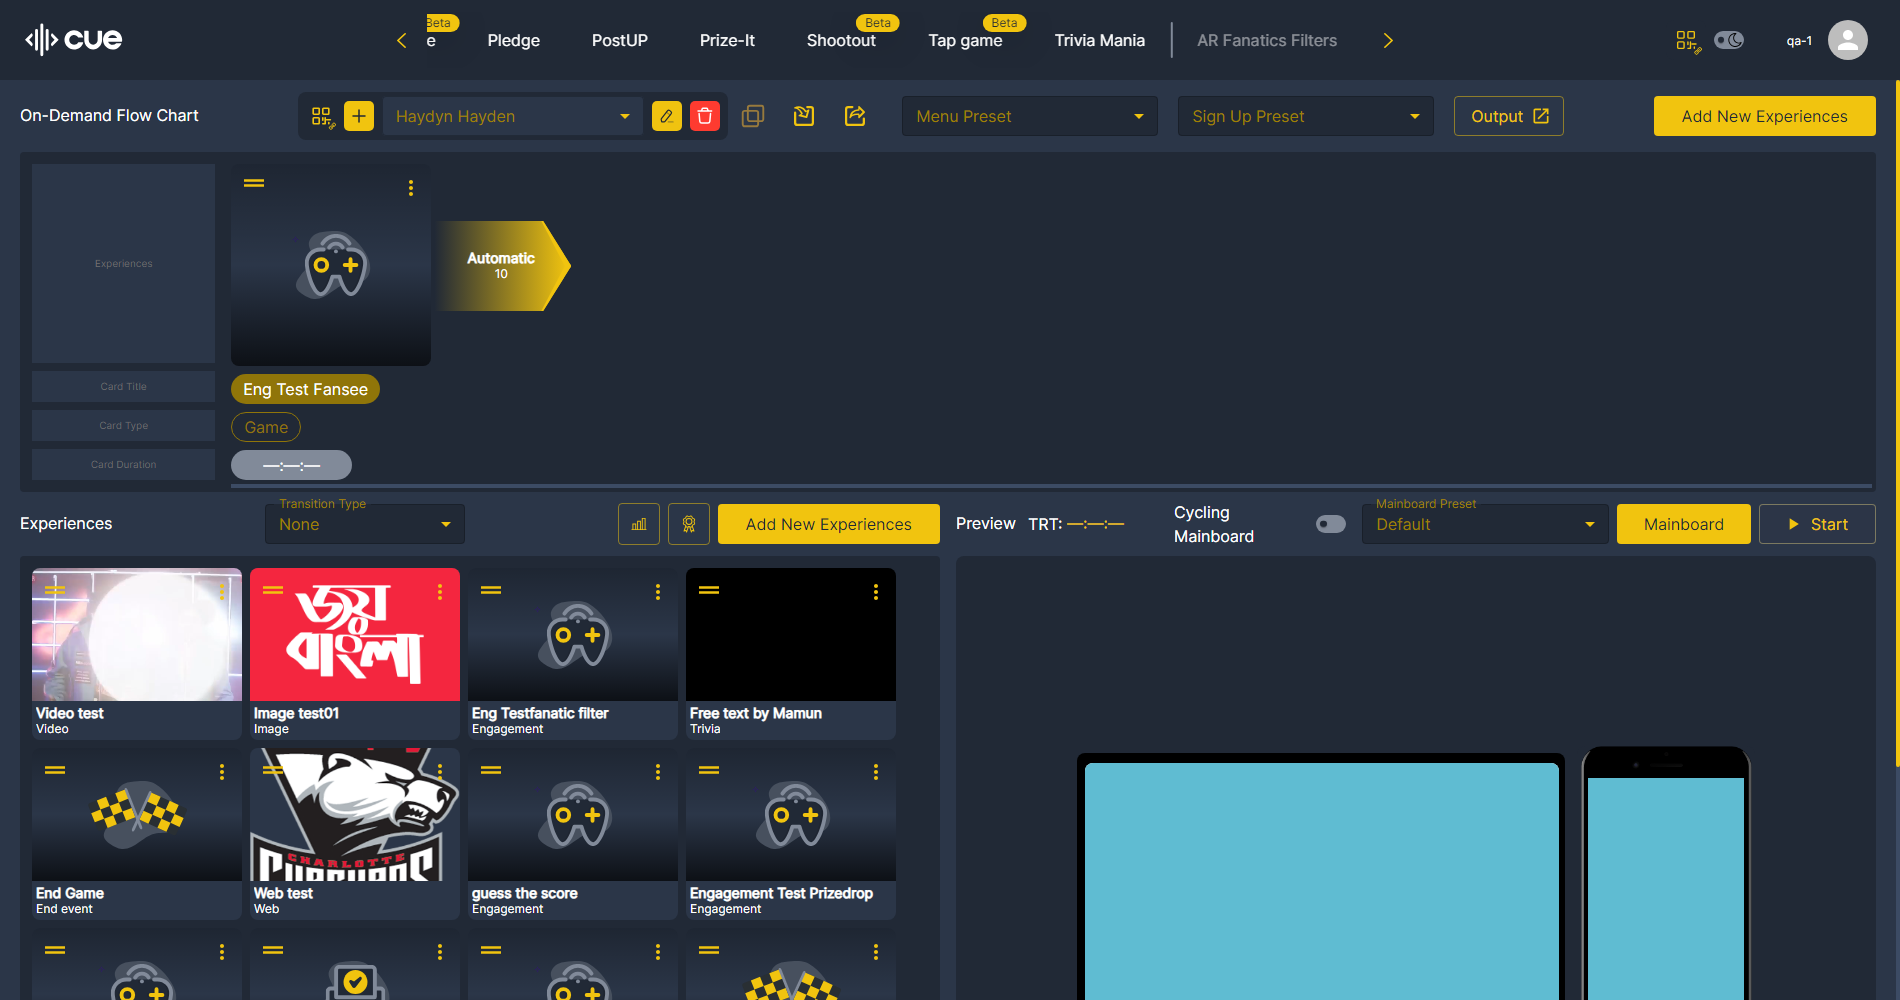 cue
e
Beta
Pledge
PostUP
Prize-It
Shootout
Beta
Tap game
Beta
Trivia Mania
AR Fanatics Filters
qa-1
On-Demand Flow Chart
Haydyn Hayden
Menu Preset
Sign Up Preset
Output
Add New Experiences
Experiences
Automatic
10
Card Title
Eng Test Fansee
Card Type
Game
Card Duration
—:—:—
Experiences
Transition Type
None
Add New Experiences
Preview
TRT: —:—:—
Cycling
Mainboard
Mainboard Preset
Default
Mainboard
Start
জয়
বাংলা
Video test
Video
Image test01
Image
Eng Testfanatic filter
Engagement
Free text by Mamun
Trivia
CHARLOTTE
End Game
End event
Web test
Web
guess the score
Engagement
Engagement Test Prizedrop
Engagement